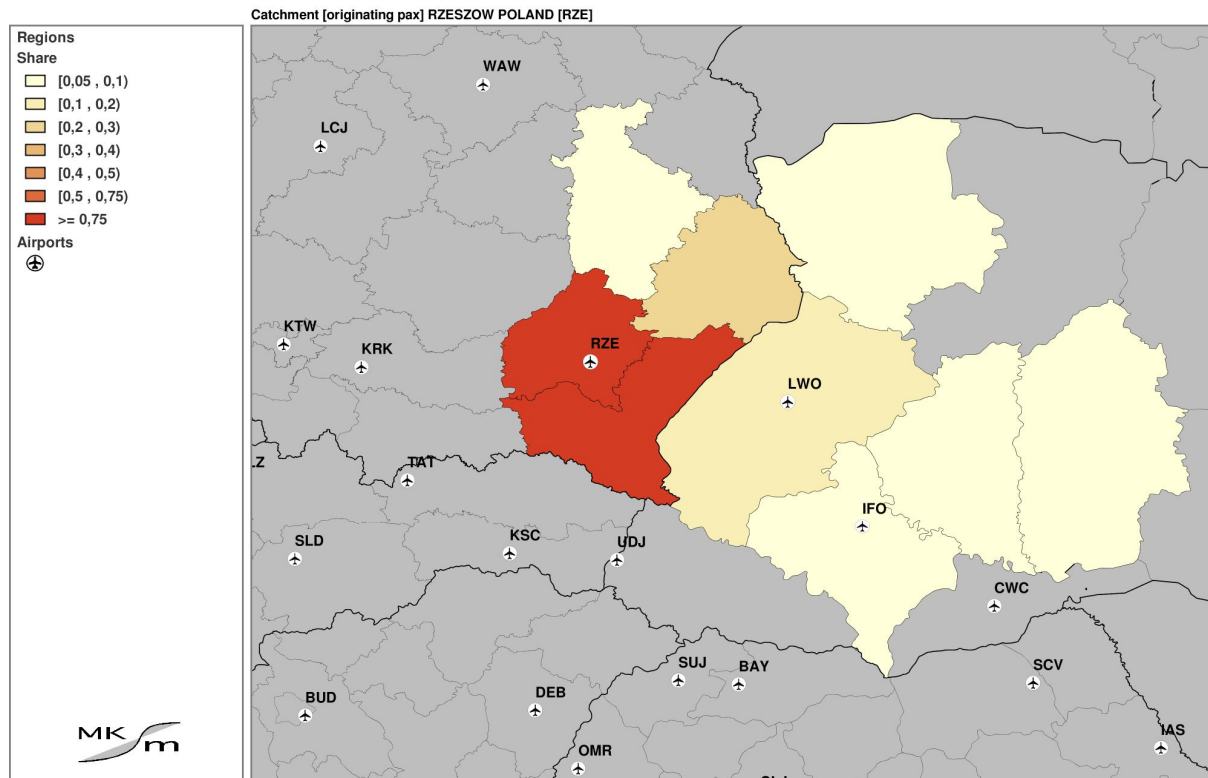 Catchment [originating pax] RZESZOW POLAND [RZE]
Regions
Share
[0,05 , 0,1)
[0,1 , 0,2)
[0,2 , 0,3)
[0,3 , 0,4)
[0,4 , 0,5)
[0,5 , 0,75)
>= 0,75
Airports
WAW
LCJ
KTW
KRK
RZE
LWO
LZ
TAT
IFO
SLD
KSC
UDJ
CWC
SUJ
BAY
SCV
BUD
DEB
IAS
OMR
MK
m